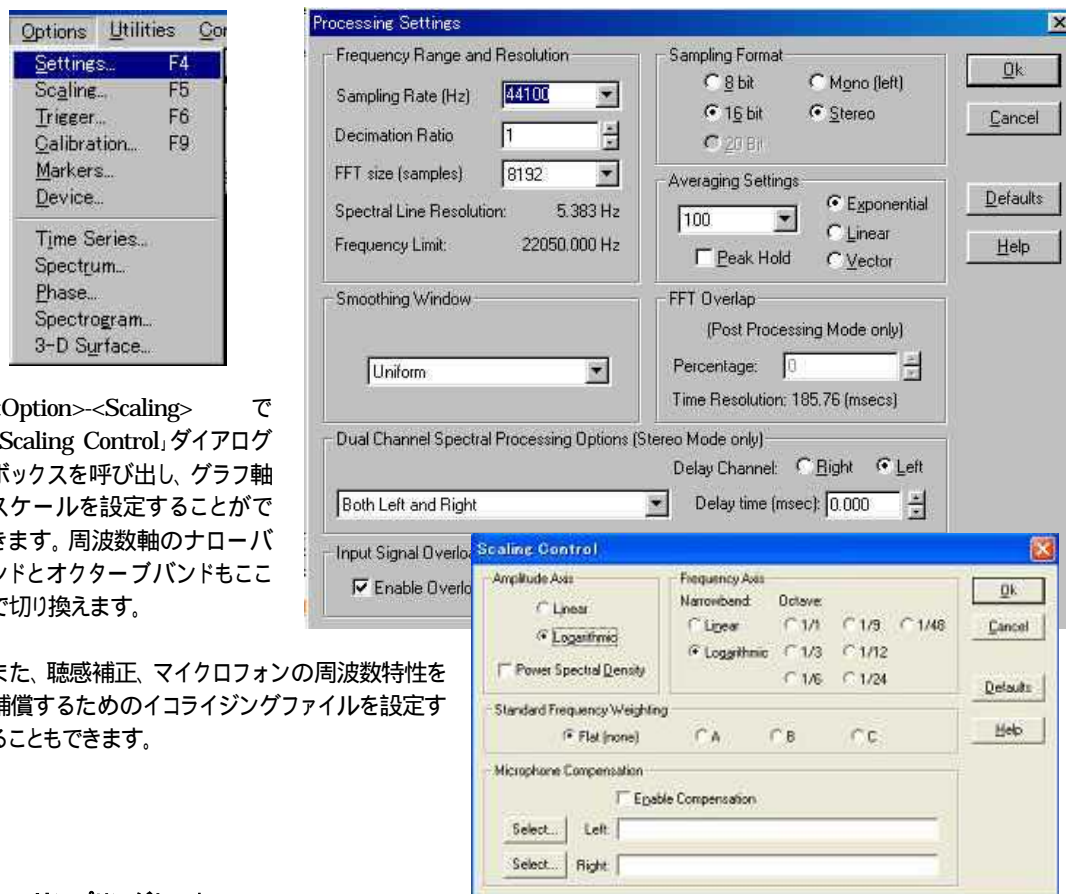 Options Utilities Co
Settings... F4
Scaling... F5
Trigger... F6
Calibration... F9
Markers...
Device...
Time Series...
Spectrum...
Phase...
Spectrogram...
3-D Surface...
Option>-<Scaling> で
Scaling Control」ダイアログ
ボックスを呼び出し、グラフ軸
スケールを設定することがで
きます。周波数軸のナローバ
ンドとオクターブバンドもここ
で切り換えます。
また、聴感補正、マイクロフォンの周波数特性を
補償するためのイコライジングファイルを設定す
ることもできます。
Processing Settings
Frequency Range and Resolution
Sampling Rate (Hz) 44100
Decimation Ratio 1
FFT size (samples) 8192
Spectral Line Resolution: 5.383 Hz
Frequency Limit: 22050.000 Hz
Sampling Format
8 bit Mono (left)
16 bit Stereo
20 Bit
Ok
Cancel
Defaults
Help
Averaging Settings
100 Exponential
Linear
Peak Hold Vector
Smoothing Window
Uniform
FFT Overlap
(Post Processing Mode only)
Percentage: 0
Time Resolution: 185.76 (msecs)
Dual Channel Spectral Processing Options (Stereo Mode only)
Delay Channel: Right Left
Both Left and Right Delay time (msec): 0.000
Input Signal Overlo
Enable Overlo
Scaling Control
Amplitude Axis
Linear
Logarithmic
Power Spectral Density
Frequency Axis
Narrowband: Octave:
Linear 1/1 1/9 1/48
Logarithmic 1/3 1/12
1/6 1/24
Ok
Cancel
Defaults
Help
Standard Frequency Weighting
Flat (none) A B C
Microphone Compensation
Enable Compensation
Select... Left:
Select... Right: